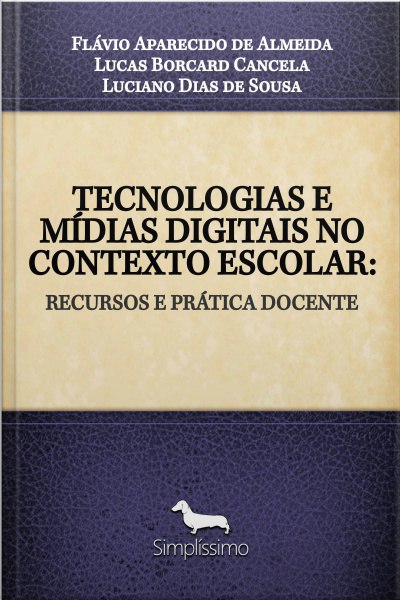 FLÁVIO APARECIDO DE ALMEIDA
LUCAS BORCARD CANCELA
LUCIANO DIAS DE SOUSA
TECNOLOGIAS E
MÍDIAS DIGITAIS NO
CONTEXTO ESCOLAR:
RECURSOS E PRÁTICA DOCENTE
Simplíssimo